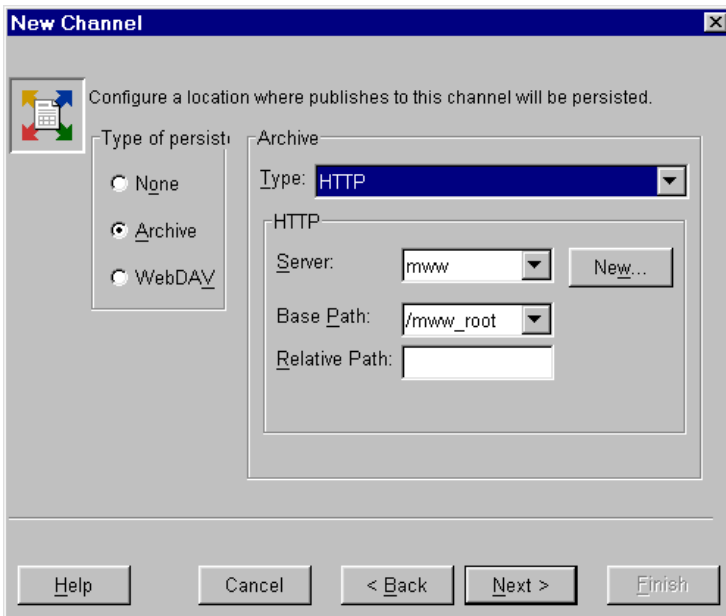 New Channel
Configure a location where publishes to this channel will be persisted.
Type of persist
None
Archive
WebDAV
Archive
Type: HTTP
HTTP
Server: mww New...
Base Path: /mww_root
Relative Path:
Help Cancel < Back Next > Finish